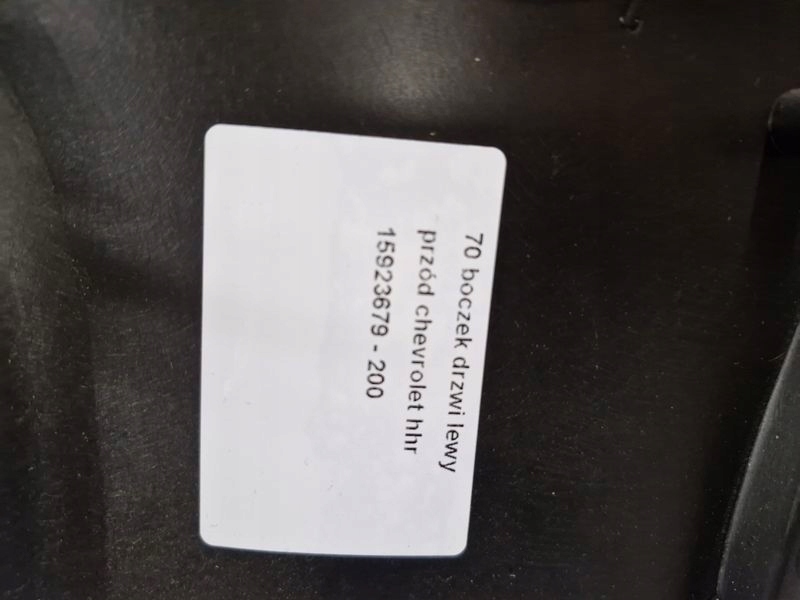 70 boczek drzwi lewy
przód chevrolet hhr
15923679 - 200